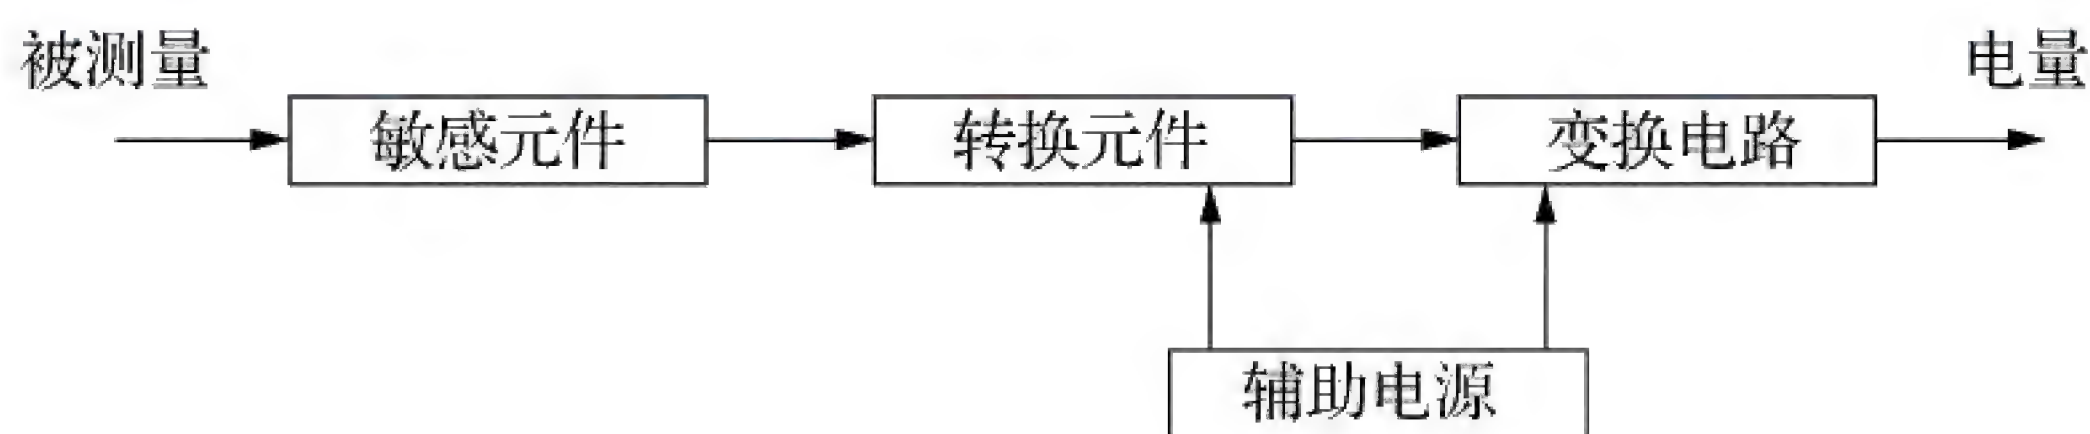 被测量
电量
敏感元件
转换元件
变换电路
辅助电源